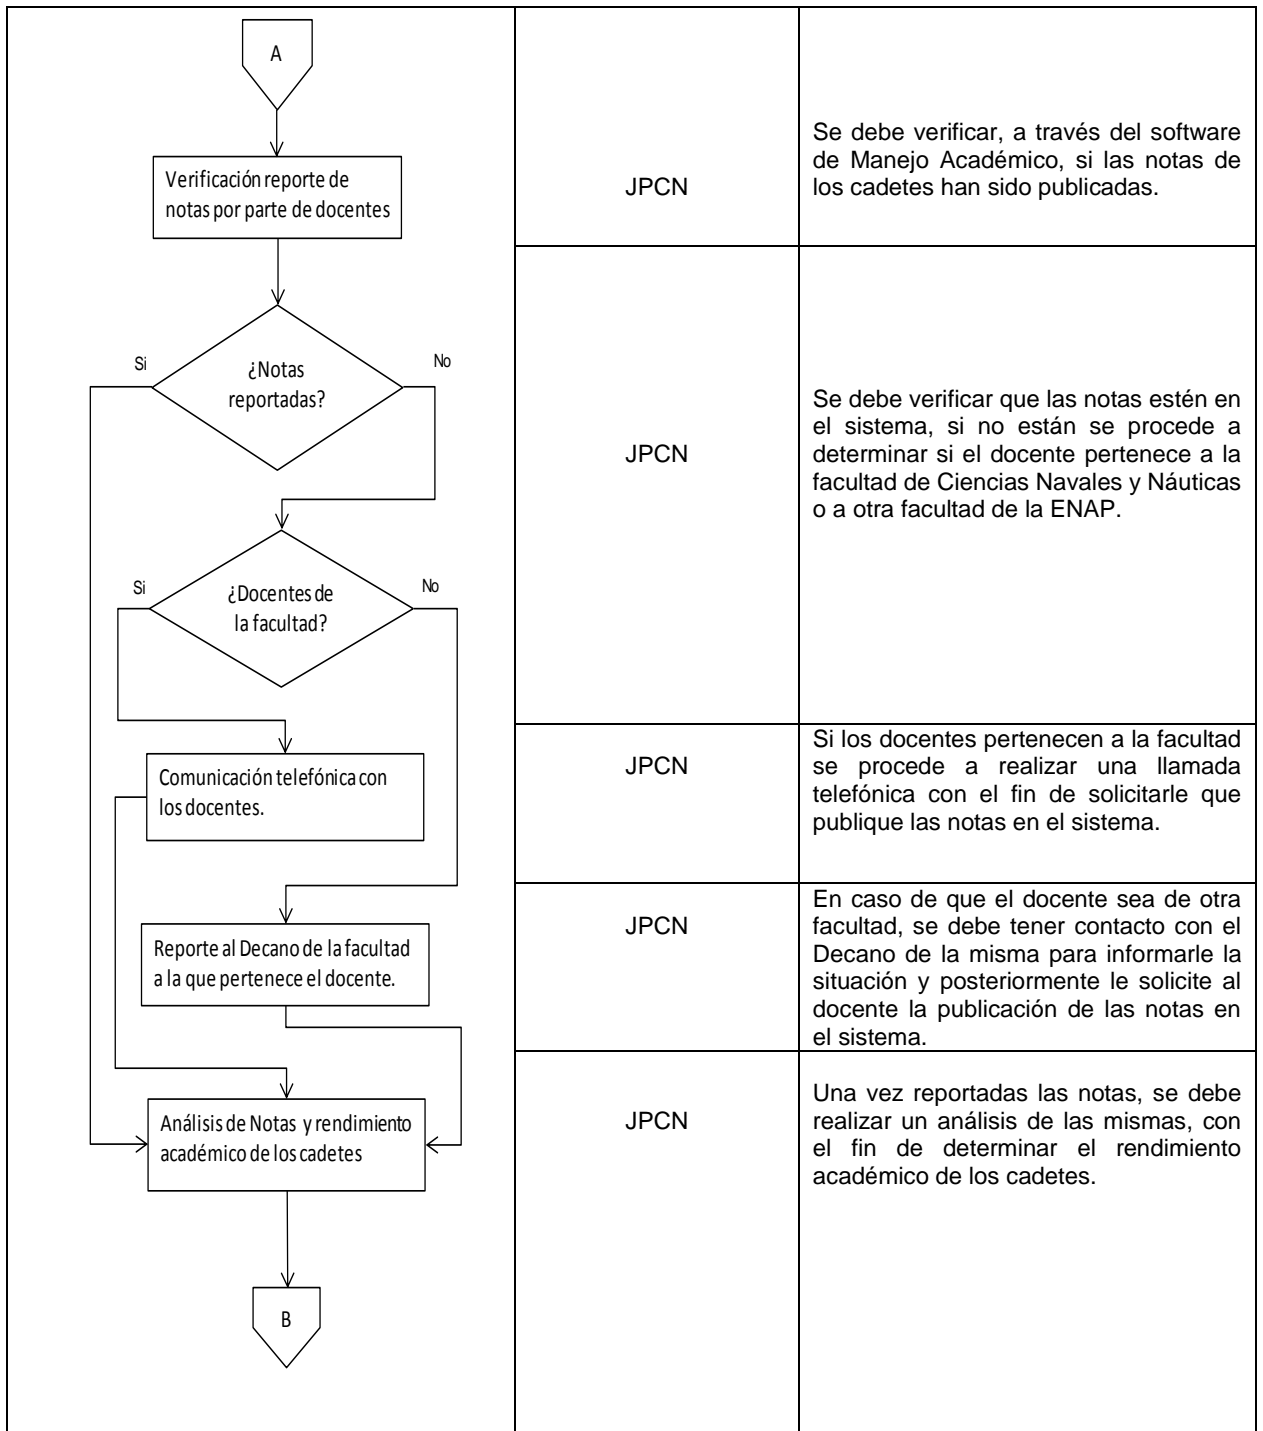 A
Verificación reporte de
notas por parte de docentes
JPCN
Se debe verificar, a través del software
de Manejo Académico, si las notas de
los cadetes han sido publicadas.
Si
¿Notas
reportadas?
No
JPCN
Se debe verificar que las notas estén en
el sistema, si no están se procede a
determinar si el docente pertenece a la
facultad de Ciencias Navales y Náuticas
o a otra facultad de la ENAP.
Si
¿Docentes de
la facultad?
No
Comunicación telefónica con
los docentes.
JPCN
Si los docentes pertenecen a la facultad
se procede a realizar una llamada
telefónica con el fin de solicitarle que
publique las notas en el sistema.
Reporte al Decano de la facultad
a la que pertenece el docente.
JPCN
En caso de que el docente sea de otra
facultad, se debe tener contacto con el
Decano de la misma para informarle la
situación y posteriormente le solicite al
docente la publicación de las notas en
el sistema.
Análisis de Notas y rendimiento
académico de los cadetes
JPCN
Una vez reportadas las notas, se debe
realizar un análisis de las mismas, con
el fin de determinar el rendimiento
académico de los cadetes.
B